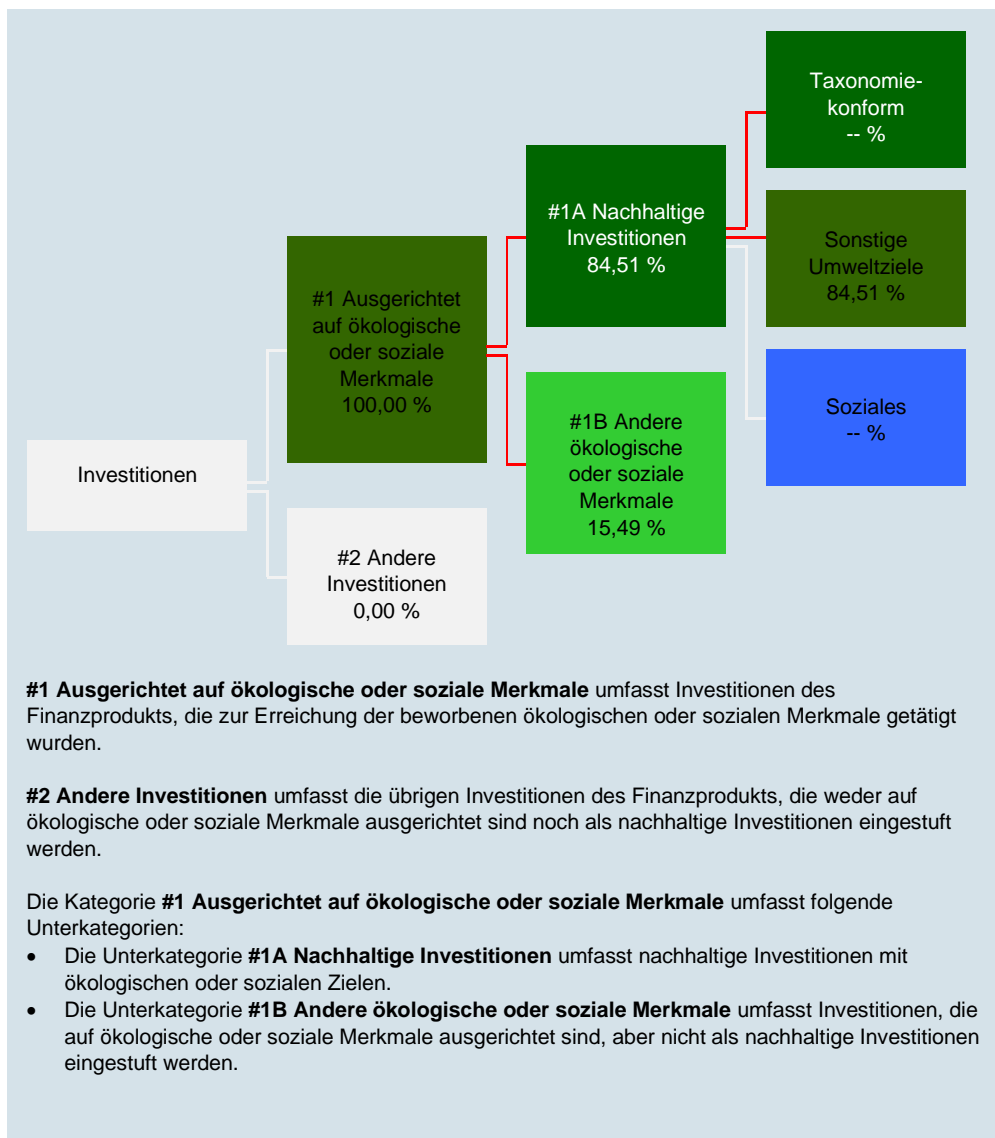 Taxonomie-
konform
-- %
#1A Nachhaltige
Investitionen
84,51 %
Sonstige
Umweltziele
84,51 %
#1 Ausgerichtet
auf ökologische
oder soziale
Merkmale
100,00 %
Soziales
-- %
#1B Andere
ökologische
oder soziale
Merkmale
15,49 %
Investitionen
#2 Andere
Investitionen
0,00 %
#1 Ausgerichtet auf ökologische oder soziale Merkmale umfasst Investitionen des
Finanzprodukts, die zur Erreichung der beworbenen ökologischen oder sozialen Merkmale getätigt
wurden.
#2 Andere Investitionen umfasst die übrigen Investitionen des Finanzprodukts, die weder auf
ökologische oder soziale Merkmale ausgerichtet sind noch als nachhaltige Investitionen eingestuft
werden.
Die Kategorie #1 Ausgerichtet auf ökologische oder soziale Merkmale umfasst folgende
Unterkategorien:
• Die Unterkategorie #1A Nachhaltige Investitionen umfasst nachhaltige Investitionen mit
ökologischen oder sozialen Zielen.
• Die Unterkategorie #1B Andere ökologische oder soziale Merkmale umfasst Investitionen, die
auf ökologische oder soziale Merkmale ausgerichtet sind, aber nicht als nachhaltige Investitionen
eingestuft werden.